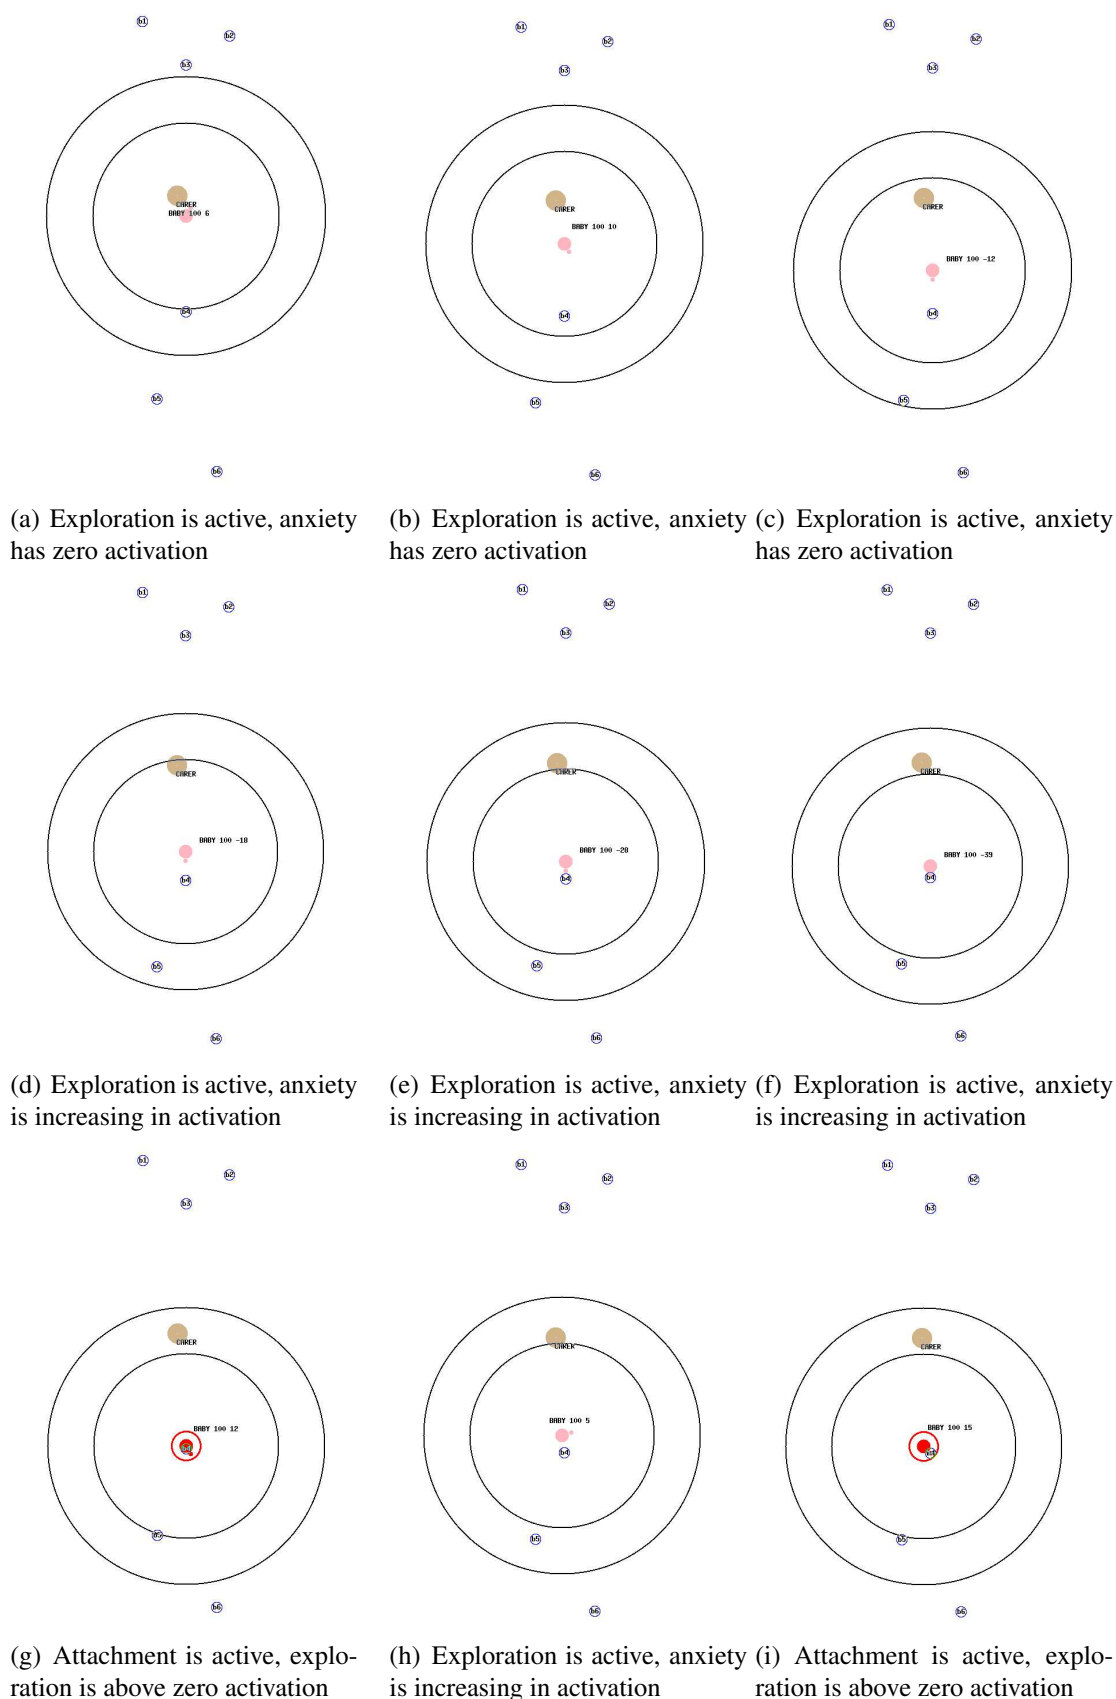 b1
b2
b3
CARER
BABY 100 6
b4
b5
b6
b1
b2
b3
CARER
BABY 100 10
b4
b5
b6
b1
b2
b3
CARER
BABY 100 -12
b4
b5
b6
(a) Exploration is active, anxiety
has zero activation
(b) Exploration is active, anxiety
has zero activation
(c) Exploration is active, anxiety
has zero activation
b1
b2
b3
CARER
BABY 100 -18
b4
b5
b6
b1
b2
b3
CARER
BABY 100 -28
b4
b5
b6
b1
b2
b3
CARER
BABY 100 -39
b4
b5
b6
(d) Exploration is active, anxiety
is increasing in activation
(e) Exploration is active, anxiety
is increasing in activation
(f) Exploration is active, anxiety
is increasing in activation
b1
b2
b3
CARER
BABY 100 12
b5
b6
b1
b2
b3
CARER
BABY 100 5
b4
b5
b6
b1
b2
b3
CARER
BABY 100 15
b5
b6
(g) Attachment is active, explo-
ration is above zero activation
(h) Exploration is active, anxiety
is increasing in activation
(i) Attachment is active, explo-
ration is above zero activation